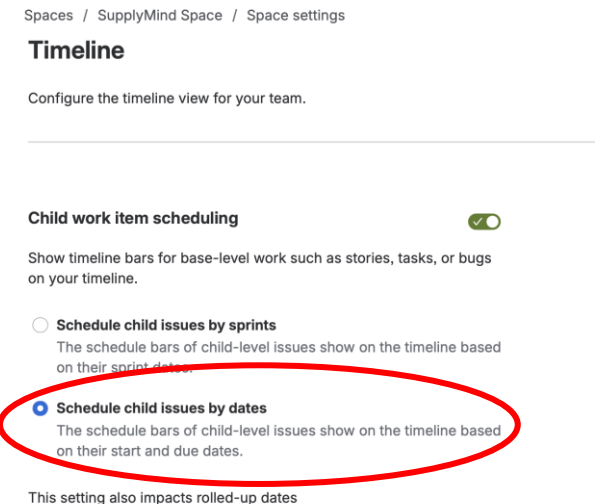 Spaces / SupplyMind Space / Space settings
Timeline
Configure the timeline view for your team.
Child work item scheduling
Show timeline bars for base-level work such as stories, tasks, or bugs
on your timeline.
Schedule child issues by sprints
The schedule bars of child-level issues show on the timeline based
on their sprint dates.
Schedule child issues by dates
The schedule bars of child-level issues show on the timeline based
on their start and due dates.
This setting also impacts rolled-up dates